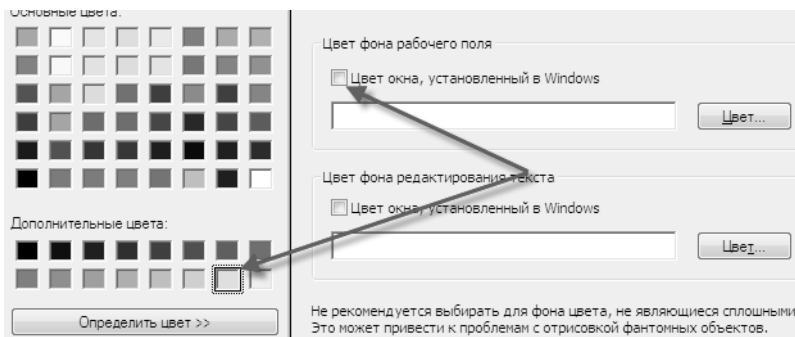 Основные цвета:
Дополнительные цвета:
Определить цвет >>
Цвет фона рабочего поля
Цвет окна, установленный в Windows
Цвет...
Цвет фона редактирования текста
Цвет окна, установленный в Windows
Цвет...
Не рекомендуется выбирать для фона цвета, не являющиеся сплошными
Это может привести к проблемам с отрисовкой фантомных объектов.